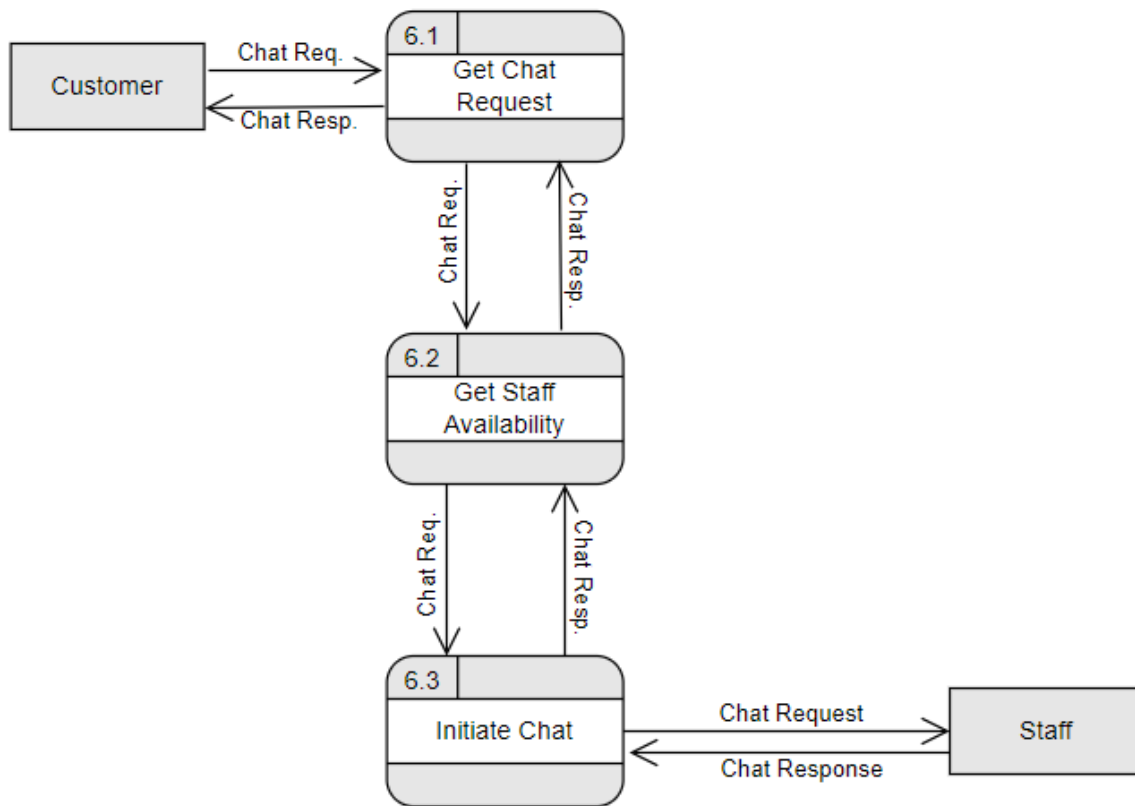 6.1
Chat Req.
Get Chat
Request
Customer
Chat Resp.
Chat Req.
Chat Resp.
6.2
Get Staff
Availability
Chat Req.
Chat Resp.
6.3
Initiate Chat
Chat Request
Staff
Chat Response